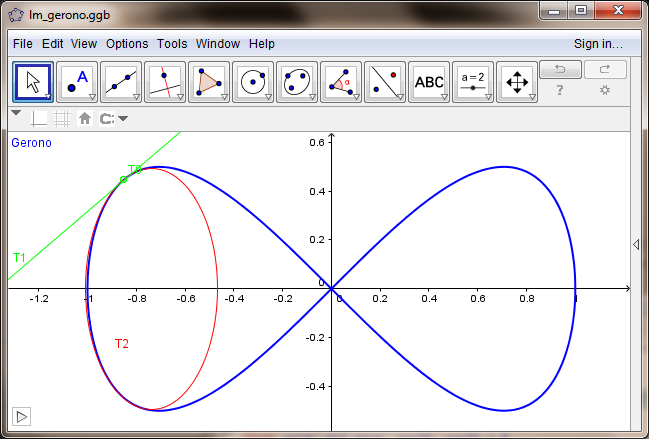 lm_gerono.ggb
File Edit View Options Tools Window Help Sign in...
A
α
ABC
a = 2
?
Gerono
0.6
T0
0.4
0.2
T1
0
-1.2 -1 -0.8 -0.6 -0.4 -0.2 0 0.2 0.4 0.6 0.8 1
-0.2
T2
-0.4